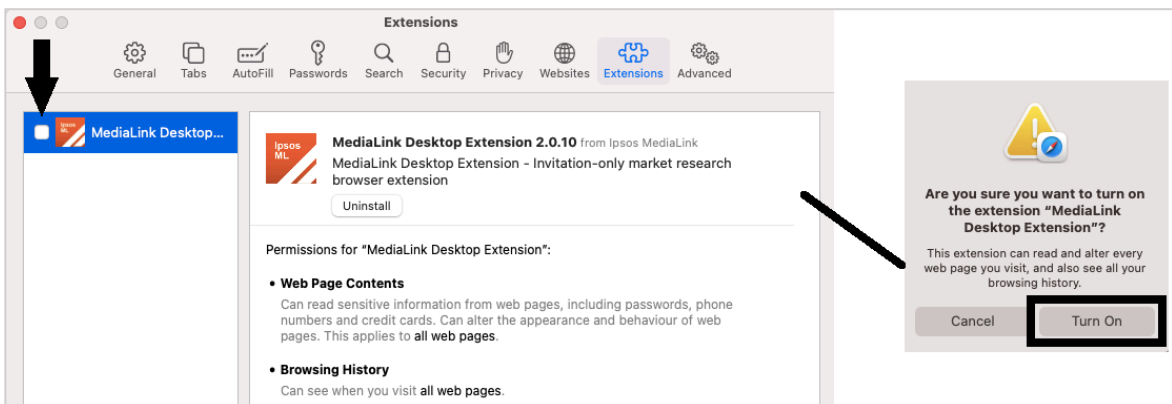 Extensions
General Tabs AutoFill Passwords Search Security Privacy Websites Extensions Advanced
Ipsos
ML
MediaLink Desktop...
Ipsos
ML
MediaLink Desktop Extension 2.0.10 from Ipsos MediaLink
MediaLink Desktop Extension - Invitation-only market research
browser extension
Uninstall
Permissions for “MediaLink Desktop Extension”:
• Web Page Contents
Can read sensitive information from web pages, including passwords, phone
numbers and credit cards. Can alter the appearance and behaviour of web
pages. This applies to all web pages.
• Browsing History
Can see when you visit all web pages.
Are you sure you want to turn on
the extension “MediaLink
Desktop Extension”?
This extension can read and alter every
web page you visit, and also see all your
browsing history.
Cancel Turn On